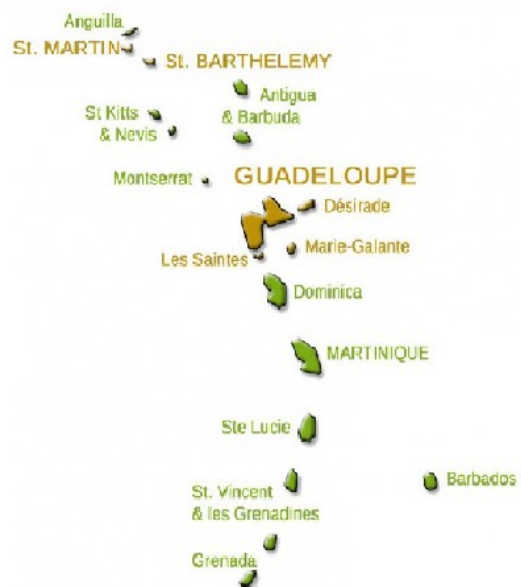 Anguilla
St. MARTIN
St. BARTHELEMY
Antigua
& Barbuda
St Kitts
& Nevis
Montserrat
GUADELOUPE
Désirade
Marie-Galante
Les Saintes
Dominica
MARTINIQUE
Ste Lucie
Barbados
St. Vincent
& les Grenadines
Grenada